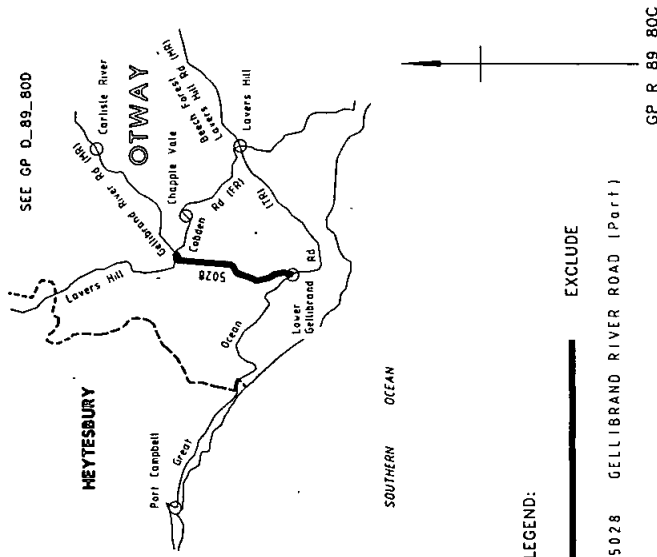 SEE GP D_89_80D
HEYTESBURY
OTWAY
Carlisle River
Gellibrand River Rd (MR)
Chapple Vale
Beech Forest
Lavers Hill Rd (MR)
Lavers Hill
Lavers Hill
Cobden
Rd (FR)
(TR)
5028
Port Campbell
Great
Ocean
Rd
Lower
Gellibrand
SOUTHERN OCEAN
LEGEND:
EXCLUDE
5028 GELLIBRAND RIVER ROAD (Part)
GP R 89 80C